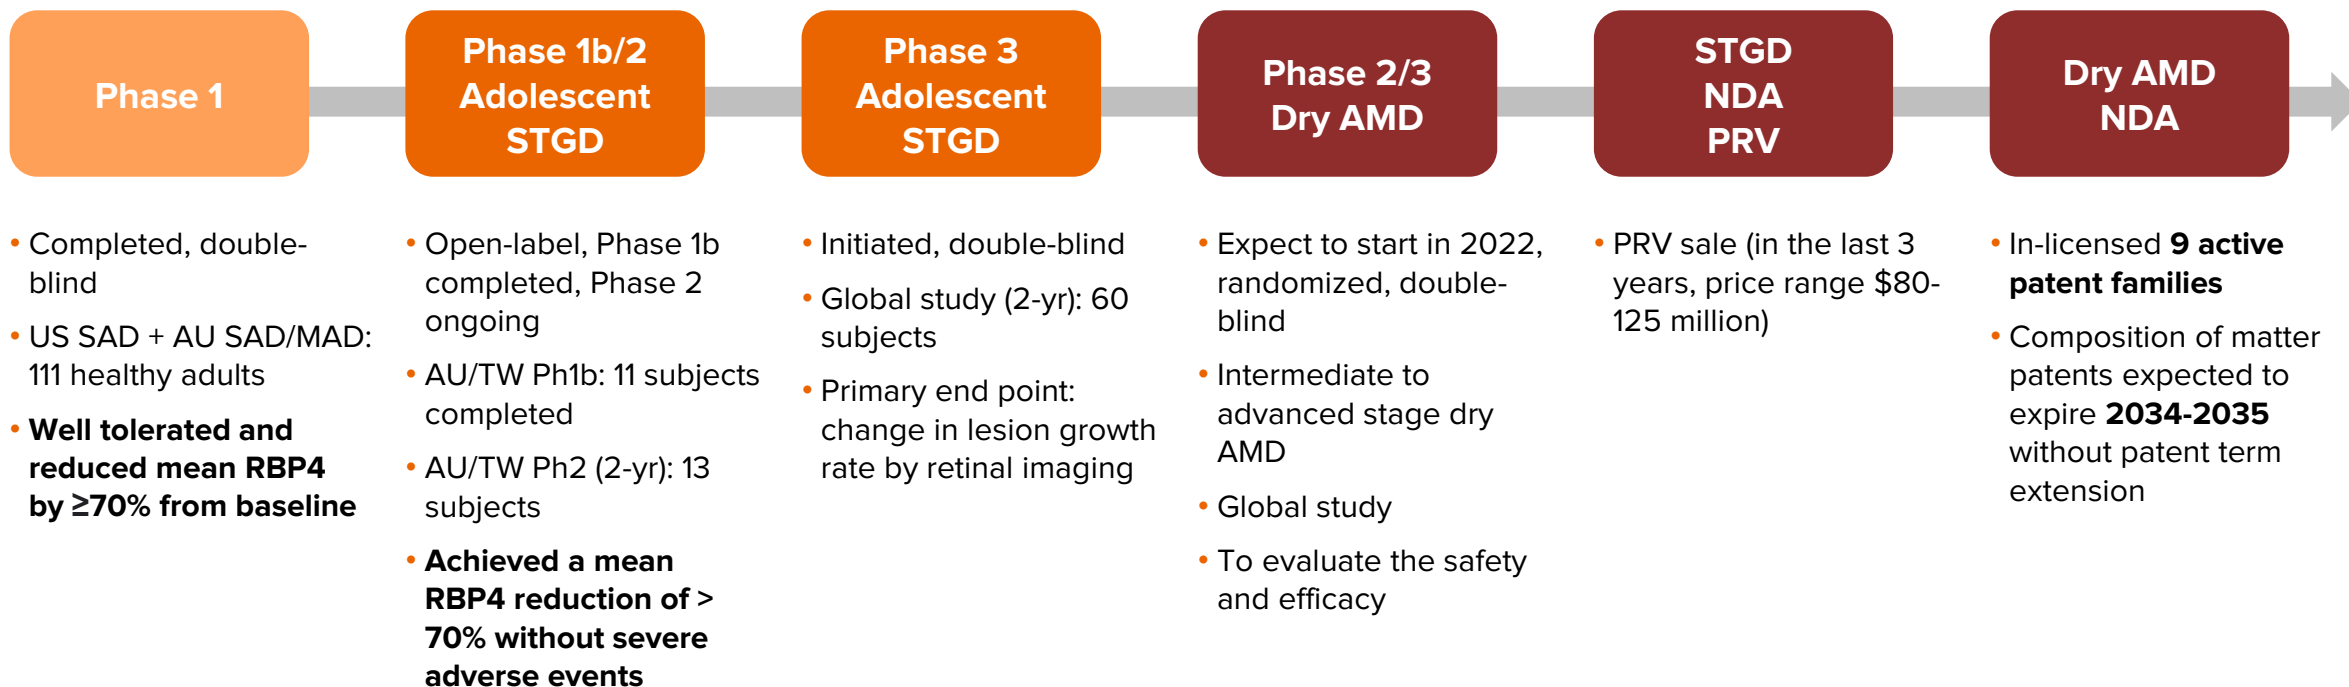 Phase 1
Phase 1b/2
Adolescent
STGD
Phase 3
Adolescent
STGD
Phase 2/3
Dry AMD
STGD
NDA
PRV
Dry AMD
NDA
• Completed, double-
blind
• US SAD + AU SAD/MAD:
111 healthy adults
• Well tolerated and
reduced mean RBP4
by ≥70% from baseline
• Open-label, Phase 1b
completed, Phase 2
ongoing
• AU/TW Ph1b: 11 subjects
completed
• AU/TW Ph2 (2-yr): 13
subjects
• Achieved a mean
RBP4 reduction of >
70% without severe
adverse events
• Initiated, double-blind
• Global study (2-yr): 60
subjects
• Primary end point:
change in lesion growth
rate by retinal imaging
• Expect to start in 2022,
randomized, double-
blind
• Intermediate to
advanced stage dry
AMD
• Global study
• To evaluate the safety
and efficacy
• PRV sale (in the last 3
years, price range $80-
125 million)
• In-licensed 9 active
patent families
• Composition of matter
patents expected to
expire 2034-2035
without patent term
extension